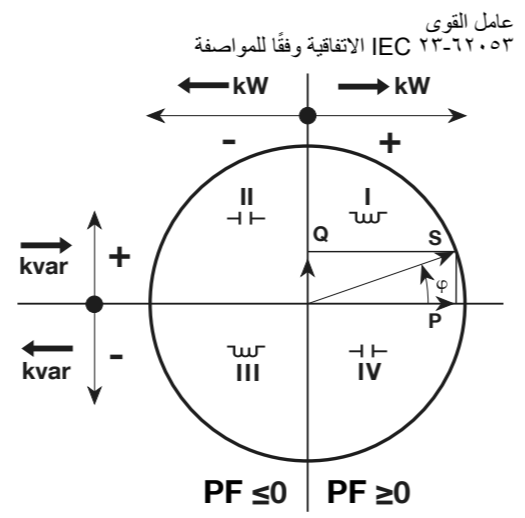 عامل القوى
الاتفاقية وفقًا للمواصفة IEC ٦٢٠٥٣-٢٣
kW kW
- +
II I
Q S
kvar +
φ
P
kvar -
III IV
PF ≤0 PF ≥0